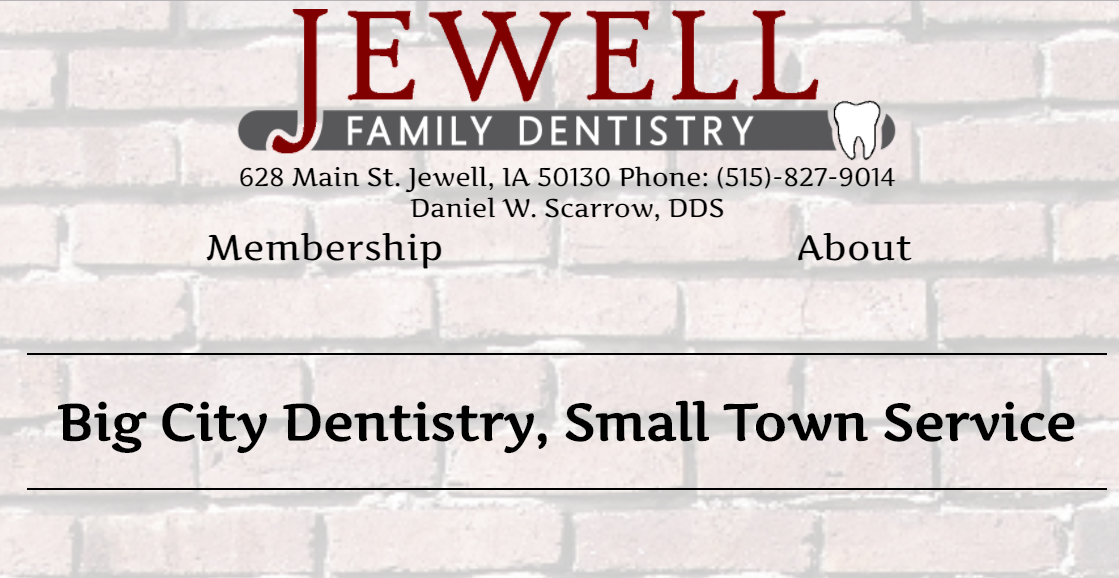 JEWELL
FAMILY DENTISTRY
628 Main St. Jewell, IA 50130 Phone: (515)-827-9014
Daniel W. Scarrow, DDS
Membership About
Big City Dentistry, Small Town Service